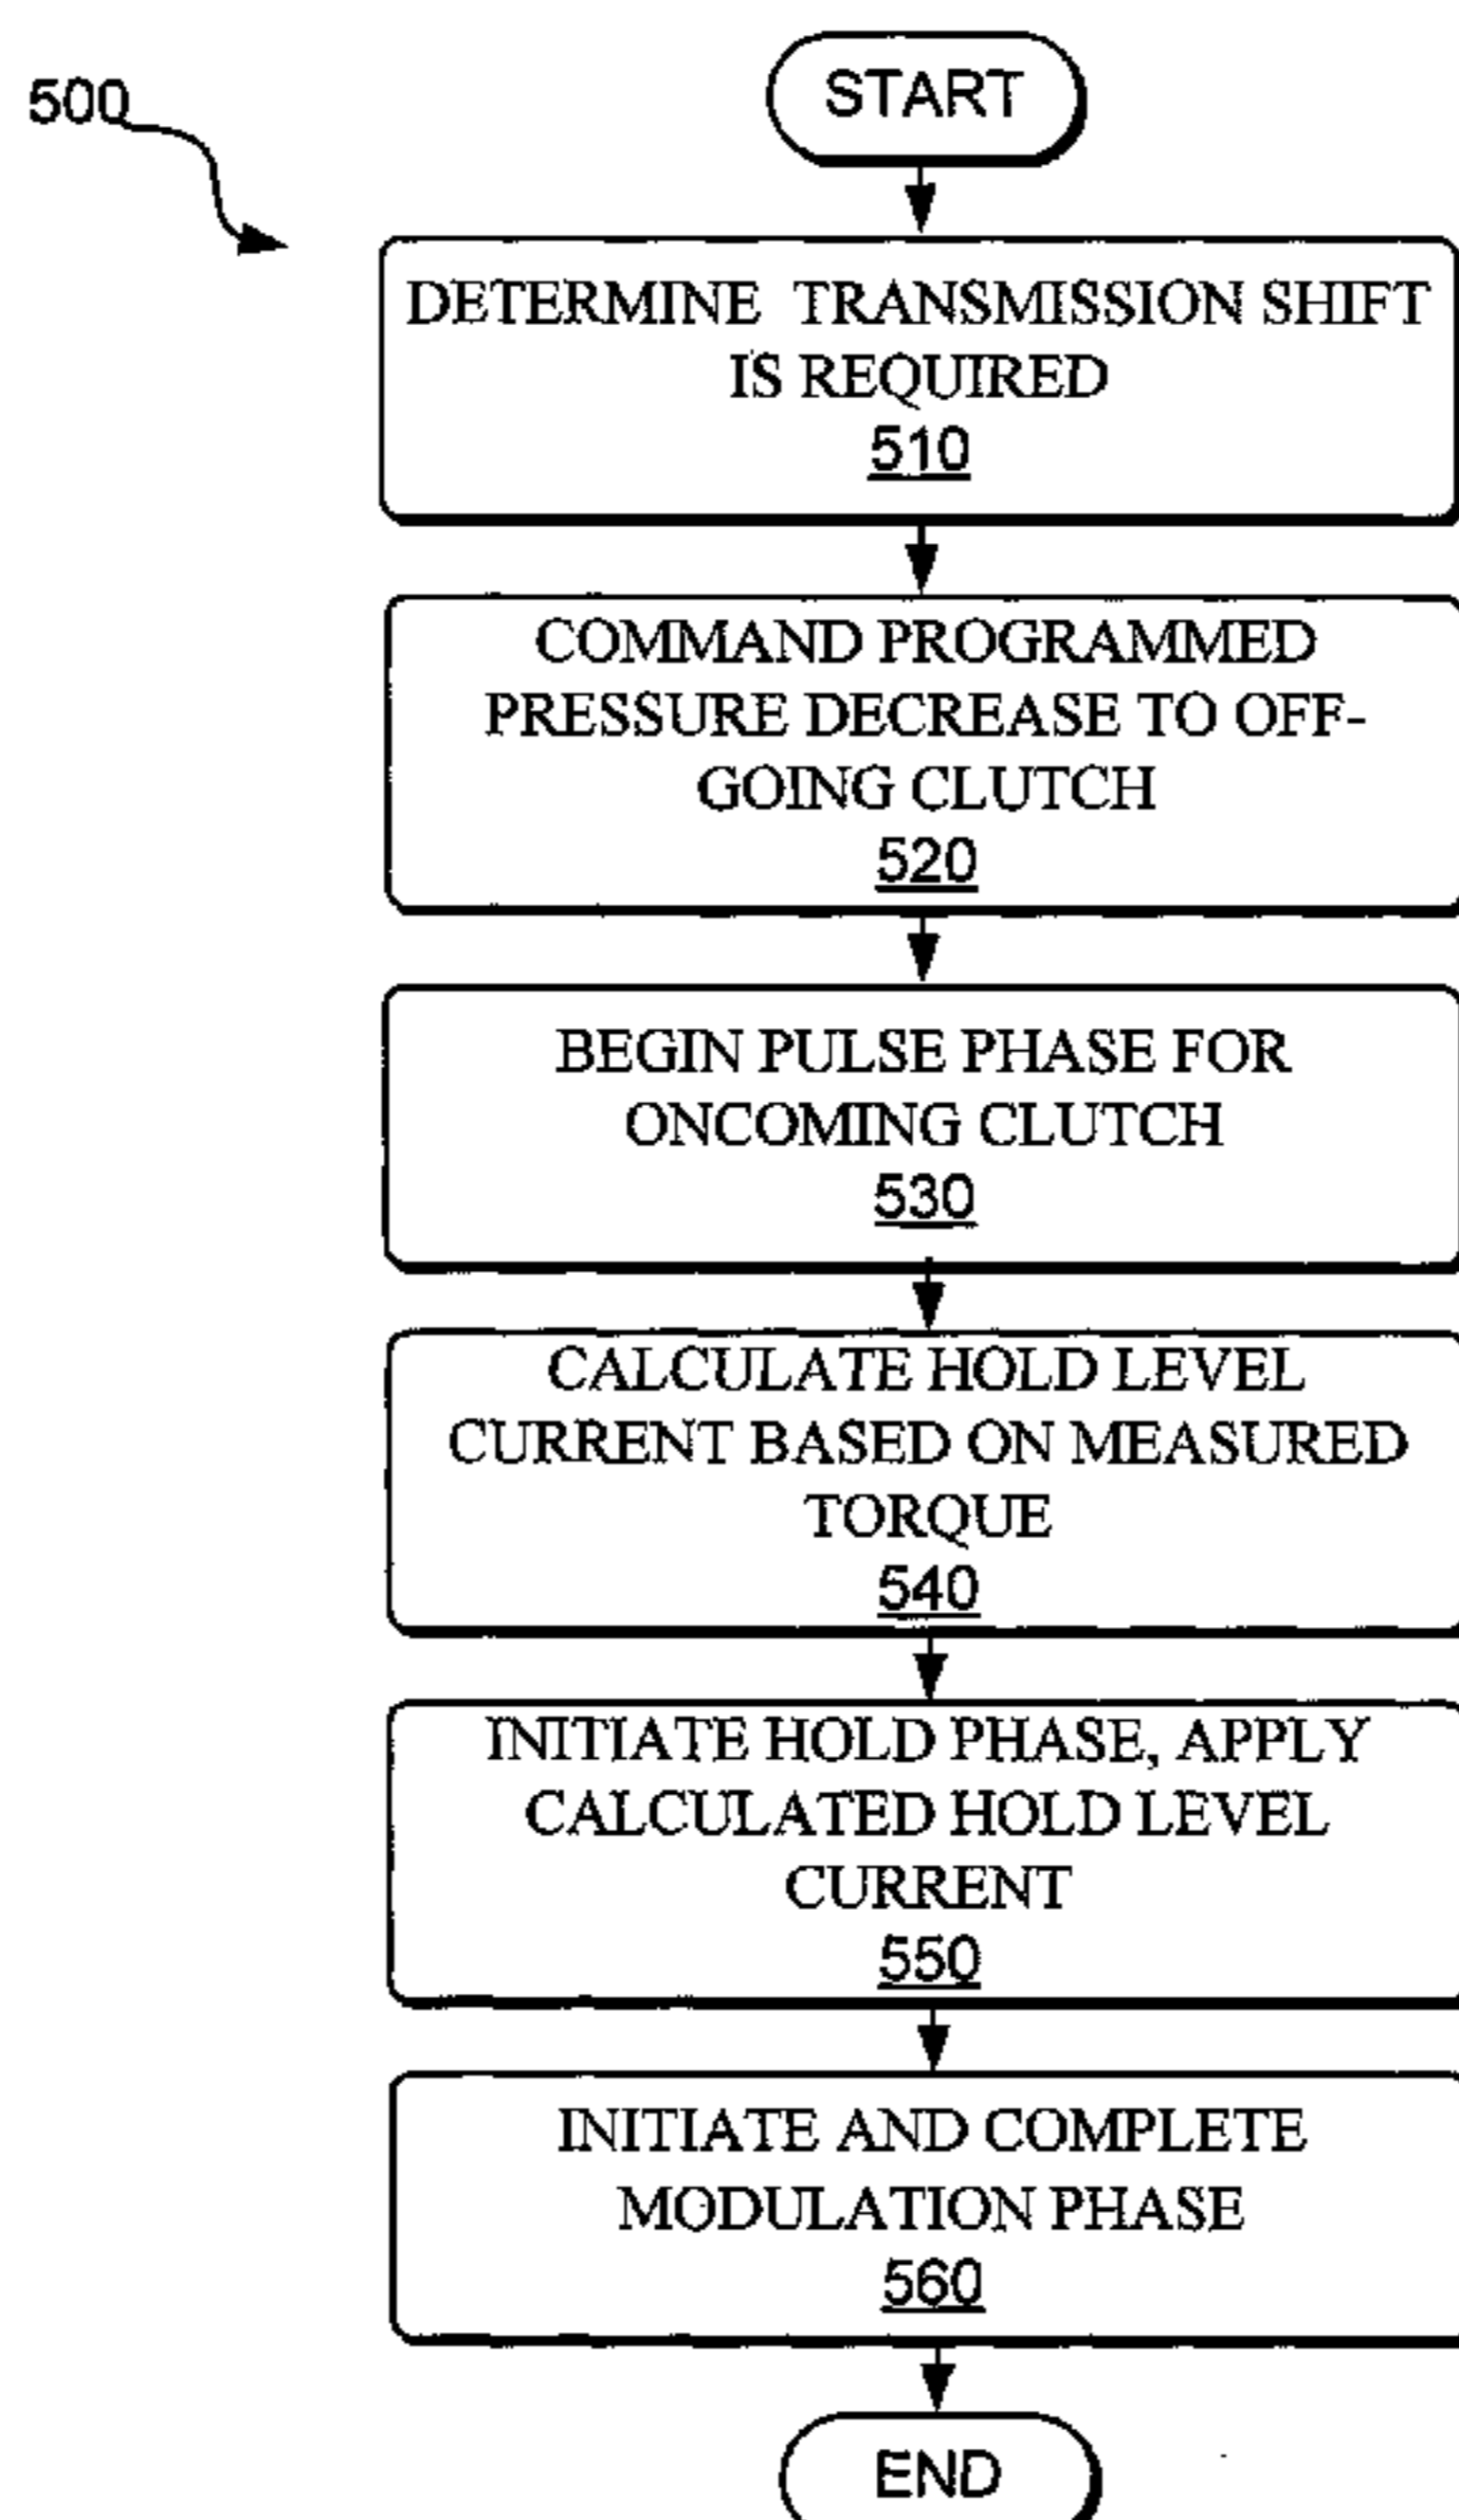 500
START
DETERMINE TRANSMISSION SHIFT
IS REQUIRED
510
COMMAND PROGRAMMED
PRESSURE DECREASE TO OFF-
GOING CLUTCH
520
BEGIN PULSE PHASE FOR
ONCOMING CLUTCH
530
CALCULATE HOLD LEVEL
CURRENT BASED ON MEASURED
TORQUE
540
INITIATE HOLD PHASE, APPLY
CALCULATED HOLD LEVEL
CURRENT
550
INITIATE AND COMPLETE
MODULATION PHASE
560
END